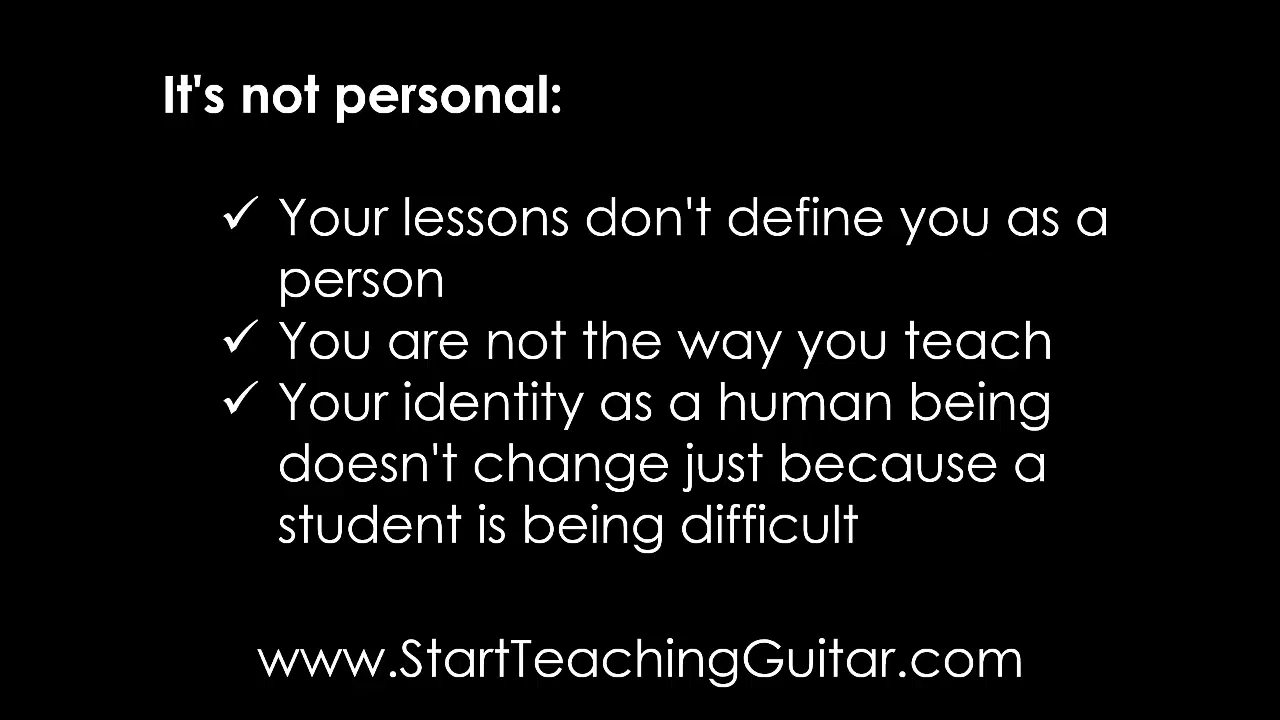 It's not personal:
✓ Your lessons don't define you as a
person
✓ You are not the way you teach
✓ Your identity as a human being
doesn't change just because a
student is being difficult
www.StartTeachingGuitar.com